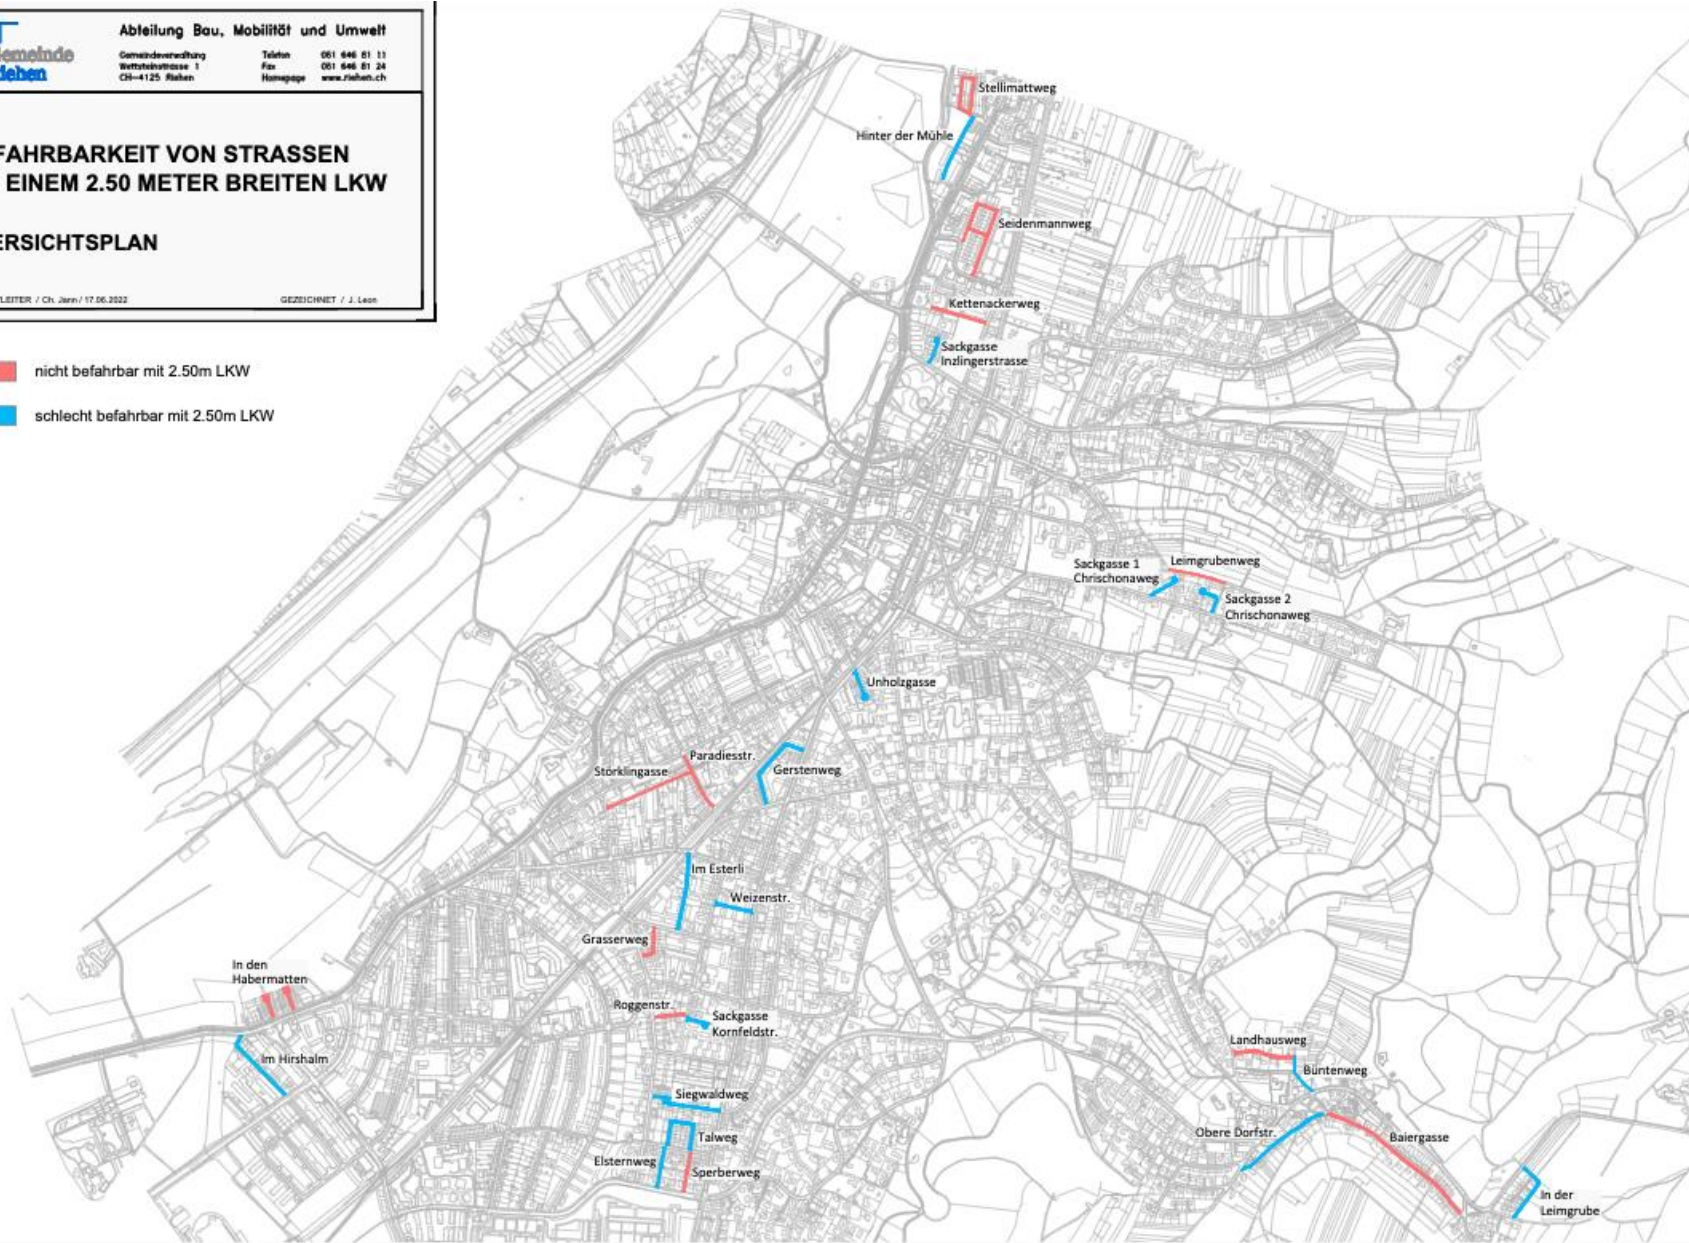 Gemeinde
Riehen
Abteilung Bau, Mobilität und Umwelt
Gemeindeverwaltung Telefon 061 646 81 11
Wettsteinstrasse 1 Fax 061 646 81 24
CH-4125 Riehen Homepage www.riehen.ch
FAHRBARKEIT VON STRASSEN
EINEM 2.50 METER BREITEN LKW
ERSICHTSPLAN
LEITER / Ch. Jann / 17.06.2022 GEZEICHNET / J. Leon
nicht befahrbar mit 2.50m LKW
schlecht befahrbar mit 2.50m LKW
Stellimattweg
Hinter der Mühle
Seidenmannweg
Kettenackerweg
Sackgasse
Inzlingerstrasse
Sackgasse 1
Chrischonaweg
Leimgrubenweg
Sackgasse 2
Chrischonaweg
Unholzgasse
Paradiesstr.
Störklingasse
Gerstenweg
Im Esterli
Weizenstr.
Grasserweg
In den
Habermatten
Roggenstr.
Sackgasse
Kornfeldstr.
Im Hirshalm
Landhausweg
Büntenweg
Siegwaldweg
Talweg
Obere Dorfstr.
Baiergasse
Elsternweg
Sperberweg
In der
Leimgrube